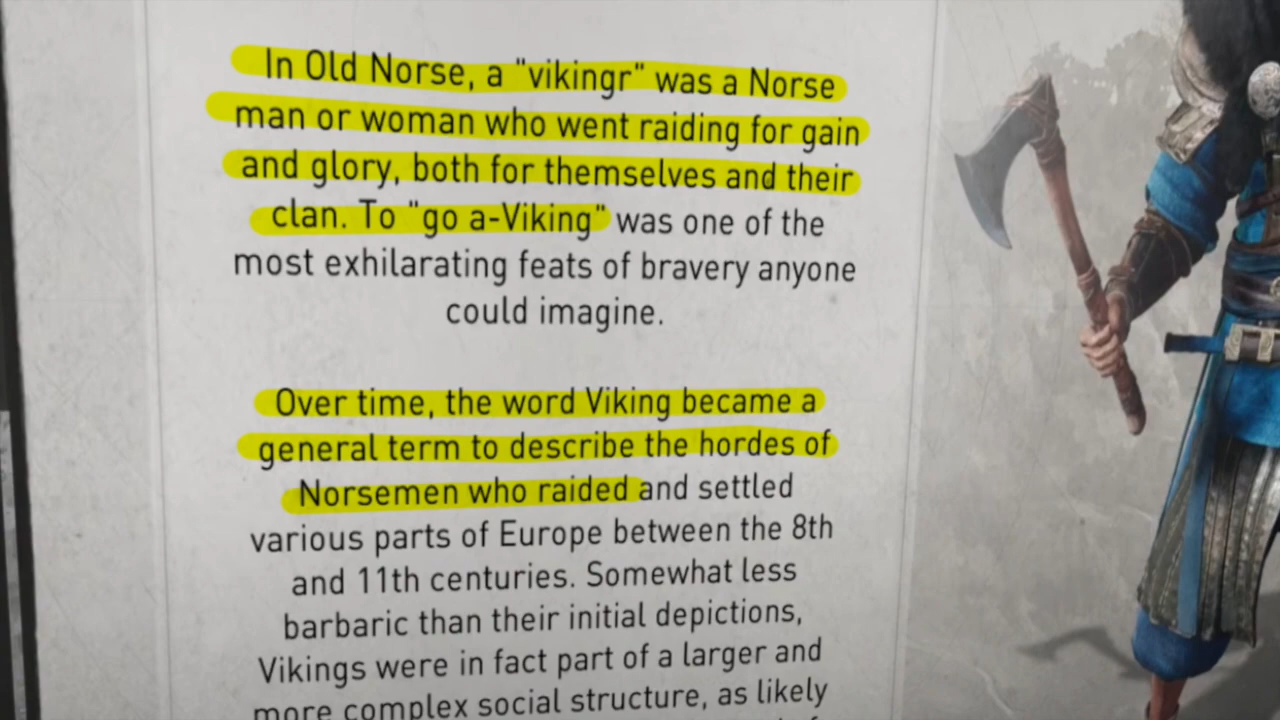 In Old Norse, a "vikingr" was a Norse
man or woman who went raiding for gain
and glory, both for themselves and their
clan. To "go a-Viking" was one of the
most exhilarating feats of bravery anyone
could imagine.
Over time, the word Viking became a
general term to describe the hordes of
Norsemen who raided and settled
various parts of Europe between the 8th
and 11th centuries. Somewhat less
barbaric than their initial depictions,
Vikings were in fact part of a larger and
more complex social structure, as likely